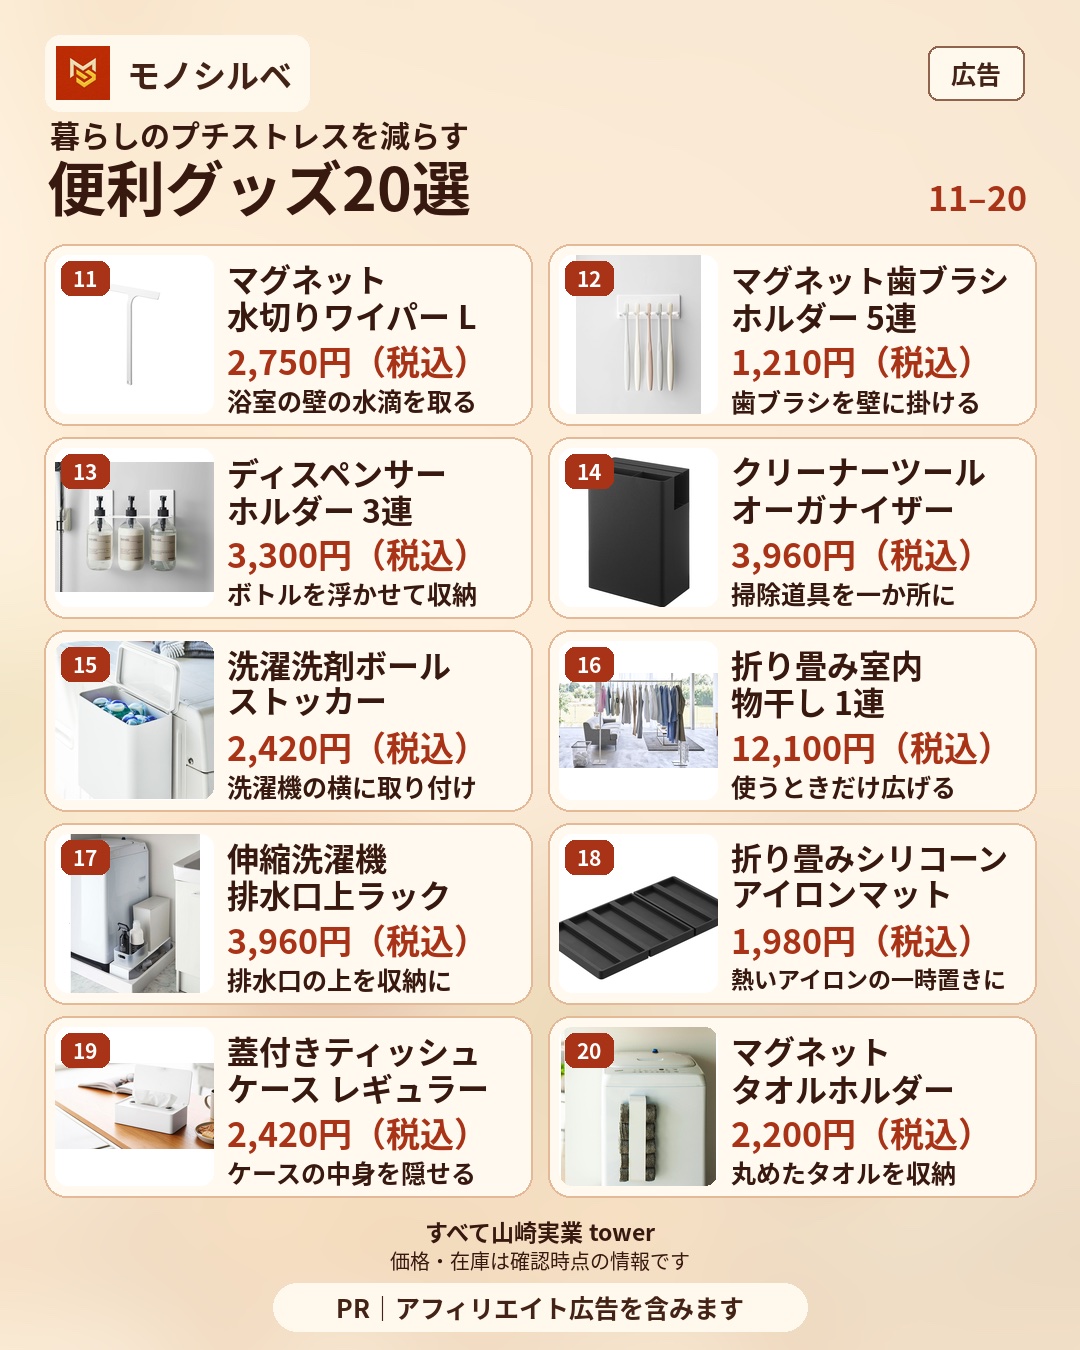 モノシルベ
広告
暮らしのプチストレスを減らす
便利グッズ20選
11–20
11
マグネット
水切りワイパー L
2,750円（税込）
浴室の壁の水滴を取る
12
マグネット歯ブラシ
ホルダー 5連
1,210円（税込）
歯ブラシを壁に掛ける
13
ディスペンサー
ホルダー 3連
3,300円（税込）
ボトルを浮かせて収納
14
クリーナーツール
オーガナイザー
3,960円（税込）
掃除道具を一か所に
15
洗濯洗剤ボール
ストッカー
2,420円（税込）
洗濯機の横に取り付け
16
折り畳み室内
物干し 1連
12,100円（税込）
使うときだけ広げる
17
伸縮洗濯機
排水口上ラック
3,960円（税込）
排水口の上を収納に
18
折り畳みシリコーン
アイロンマット
1,980円（税込）
熱いアイロンの一時置きに
19
蓋付きティッシュ
ケース レギュラー
2,420円（税込）
ケースの中身を隠せる
20
マグネット
タオルホルダー
2,200円（税込）
丸めたタオルを収納
すべて山崎実業 tower
価格・在庫は確認時点の情報です
PR｜アフィリエイト広告を含みます